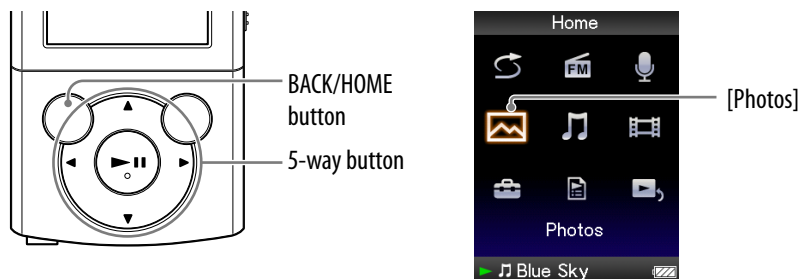 BACK/HOME
button
5-way button
Home
FM
[Photos]
Photos
Blue Sky